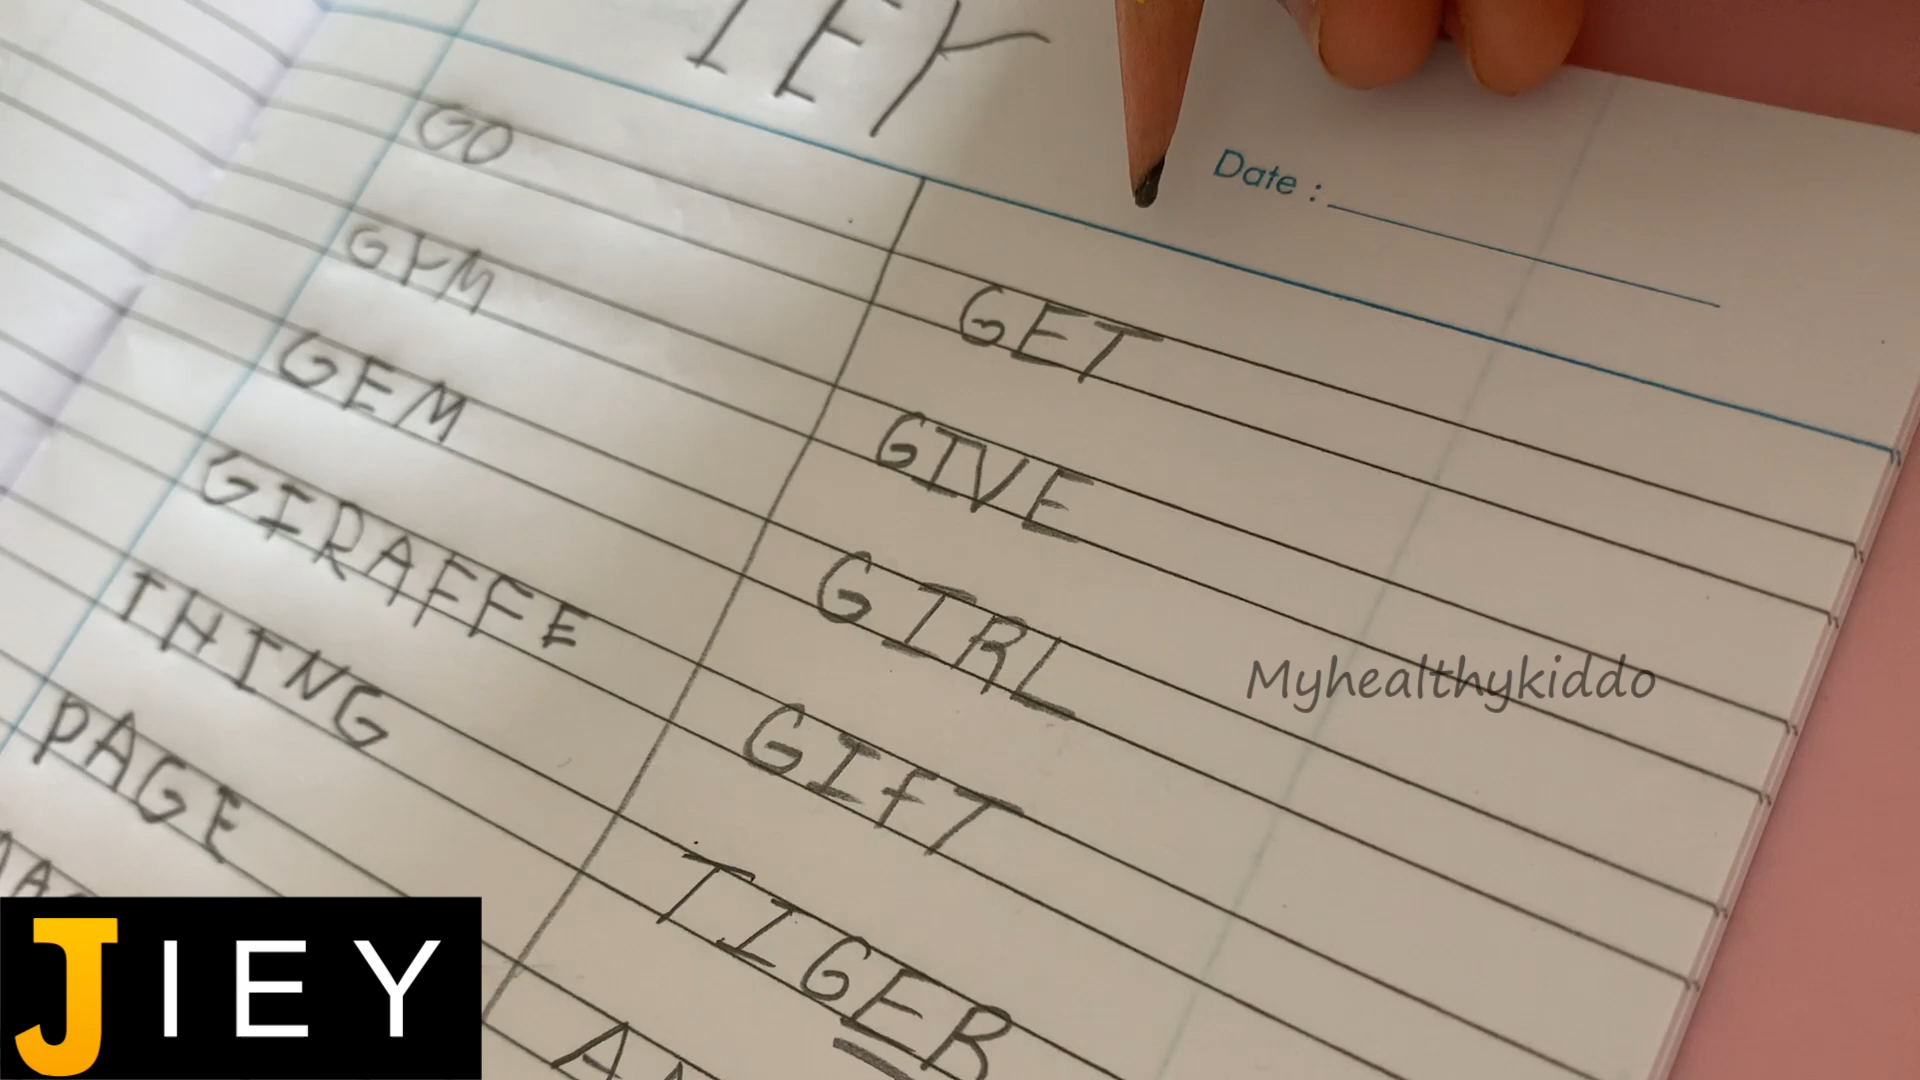 IEY
Date :
GO
GYM
GEM
GIRAFFE
THING
PAGE
GET
GIVE
GIRL
GIFT
TIGER
Myhealthykiddo
JIEY